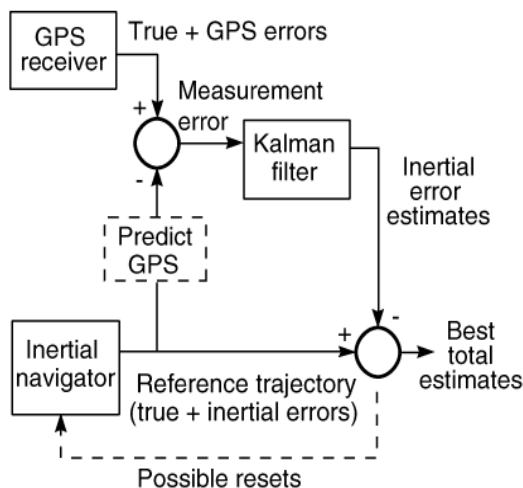 GPS
receiver
True + GPS errors
+
Measurement
error
-
Kalman
filter
Predict
GPS
Inertial
error
estimates
-
+
Inertial
navigator
Best
total
estimates
Reference trajectory
(true + inertial errors)
Possible resets